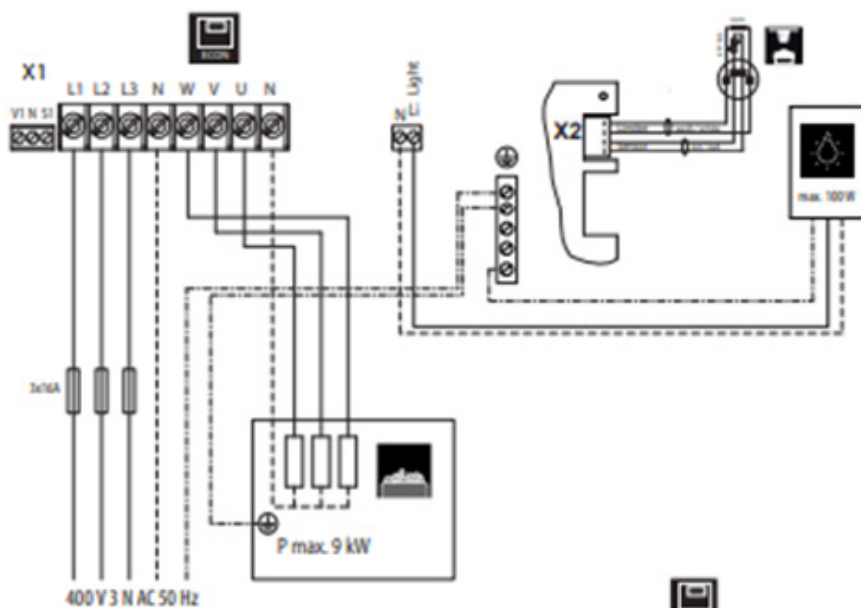 ECON
X1
L1 L2 L3 N W V U N
V1 N S1
N Li Light
X2
max. 100 W
3x16A
P max. 9 kW
400 V 3 N AC 50 Hz